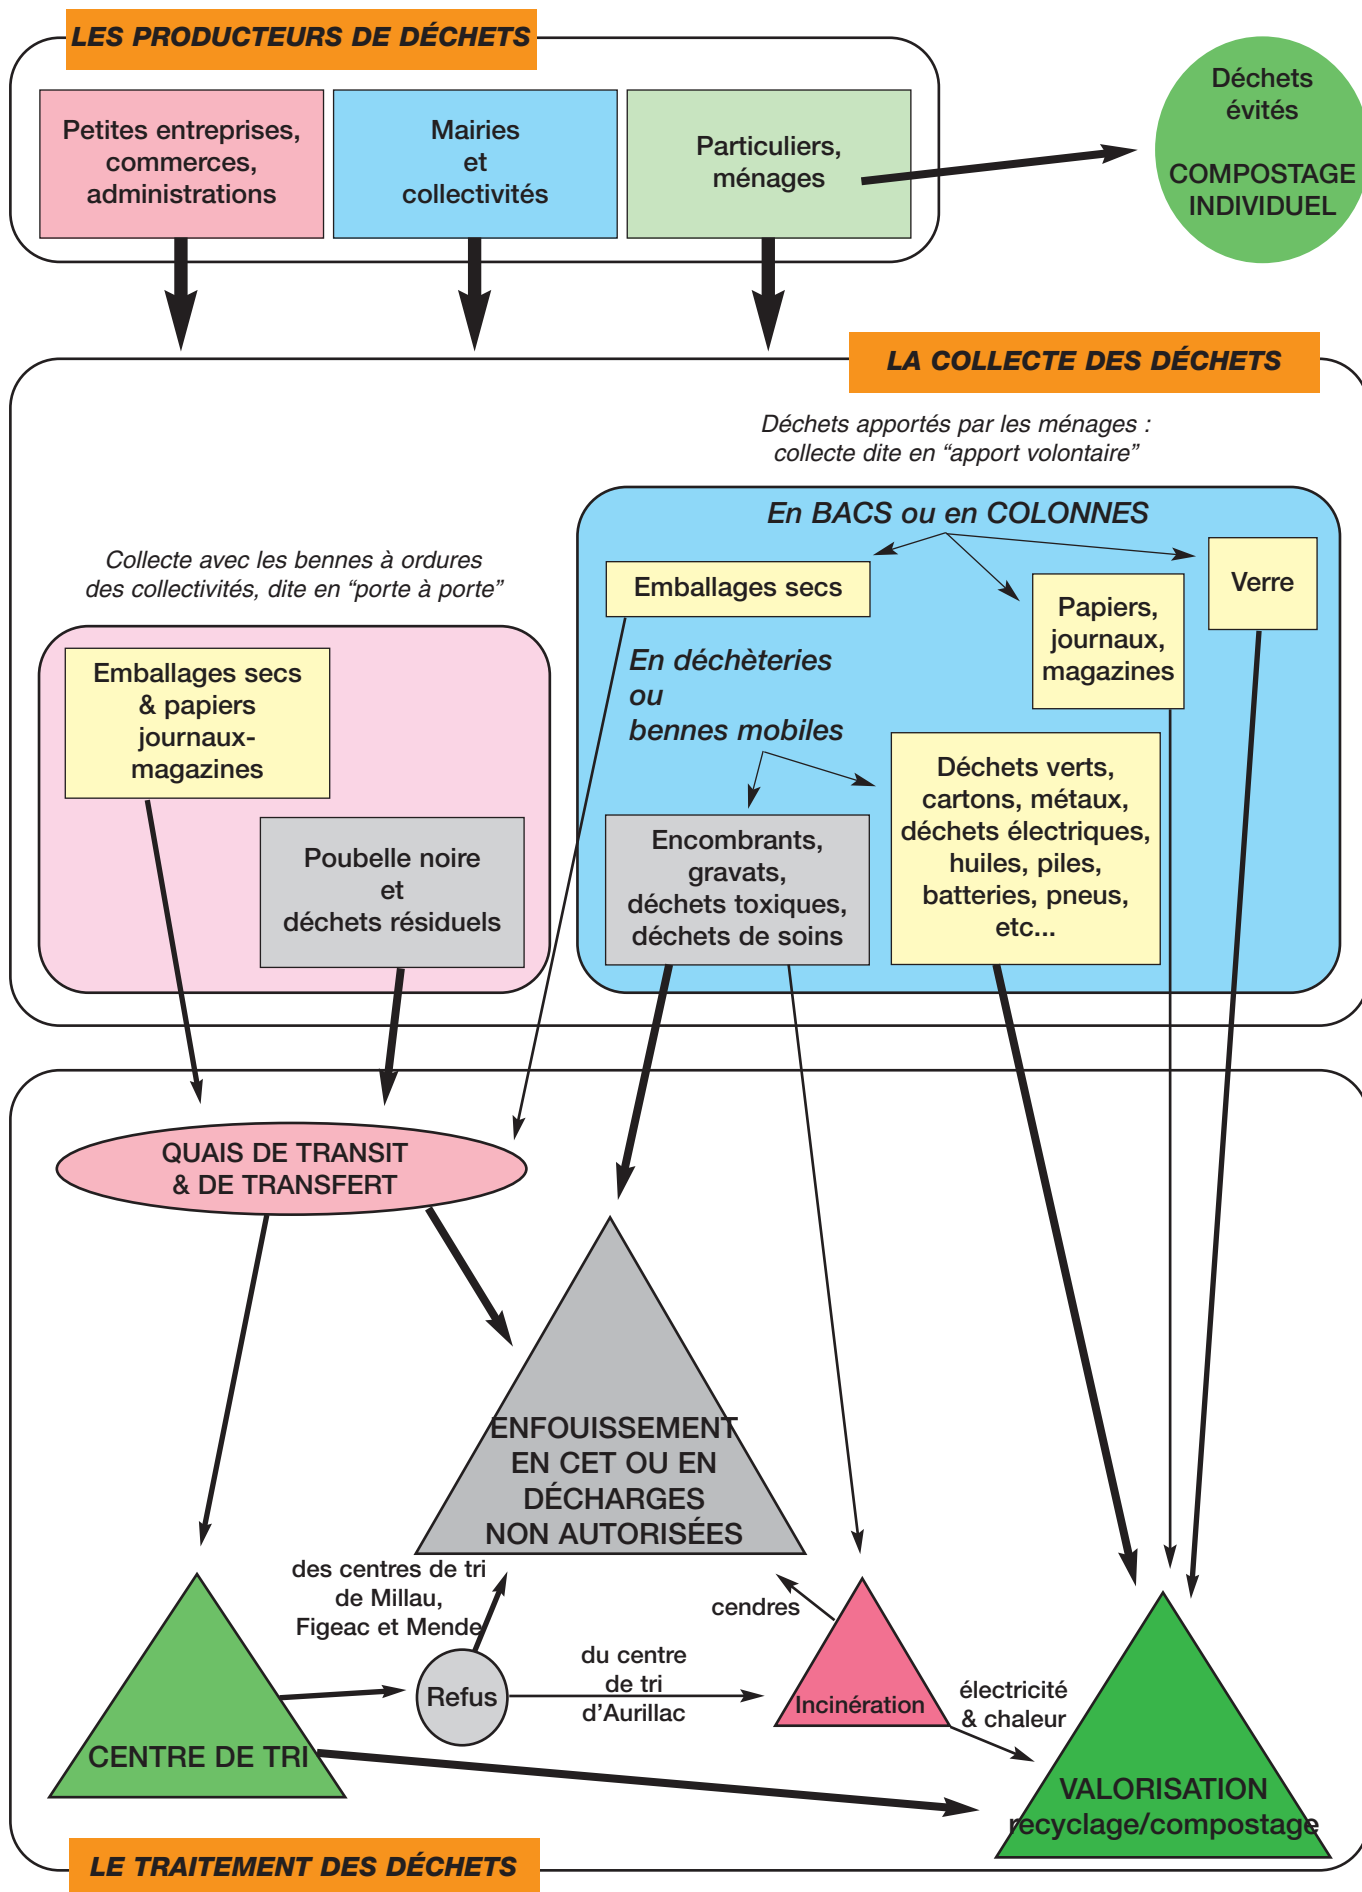 LES PRODUCTEURS DE DÉCHETS
Petites entreprises,
commerces,
administrations
Mairies
et
collectivités
Particuliers,
ménages
Déchets
évités
COMPOSTAGE
INDIVIDUEL
LA COLLECTE DES DÉCHETS
Déchets apportés par les ménages :
collecte dite en “apport volontaire”
Collecte avec les bennes à ordures
des collectivités, dite en “porte à porte”
En BACS ou en COLONNES
Emballages secs
Papiers,
journaux,
magazines
Verre
Emballages secs
& papiers
journaux-
magazines
Poubelle noire
et
déchets résiduels
En déchèteries
ou
bennes mobiles
Encombrants,
gravats,
déchets toxiques,
déchets de soins
Déchets verts,
cartons, métaux,
déchets électriques,
huiles, piles,
batteries, pneus,
etc...
QUAIS DE TRANSIT
& DE TRANSFERT
ENFOUISSEMENT
EN CET OU EN
DÉCHARGES
NON AUTORISÉES
des centres de tri
de Millau,
Figeac et Mende
cendres
Refus
du centre
de tri
d’Aurillac
Incinération
électricité
& chaleur
CENTRE DE TRI
VALORISATION
recyclage/compostage
LE TRAITEMENT DES DÉCHETS